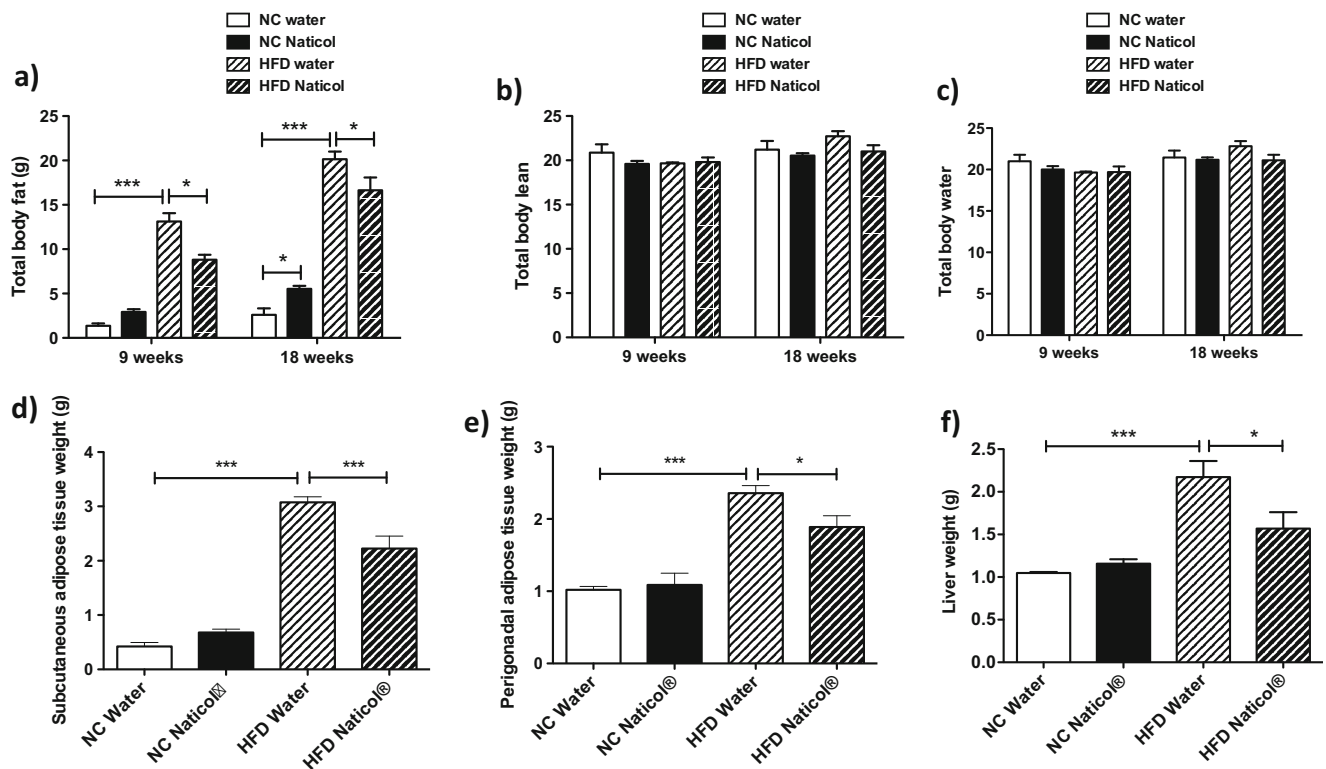 NC water
NC Naticol
HFD water
HFD Naticol
a)
Total body fat (g)
25
20
15
10
5
0
***
*
*
***
*
9 weeks
18 weeks
NC water
NC Naticol
HFD water
HFD Naticol
b)
Total body lean
25
20
15
10
5
0
9 weeks
18 weeks
NC water
NC Naticol
HFD water
HFD Naticol
c)
Total body water
25
20
15
10
5
0
9 weeks
18 weeks
d)
Subcutaneous adipose tissue weight (g)
4
3
2
1
0
***
***
NC Water
NC Naticol
HFD Water
HFD Naticol®
e)
Perigonadal adipose tissue weight (g)
3
2
1
0
***
*
NC Water
NC Naticol®
HFD Water
HFD Naticol®
f)
Liver weight (g)
2.5
2.0
1.5
1.0
0.5
0.0
***
*
NC Water
NC Naticol®
HFD Water
HFD Naticol®